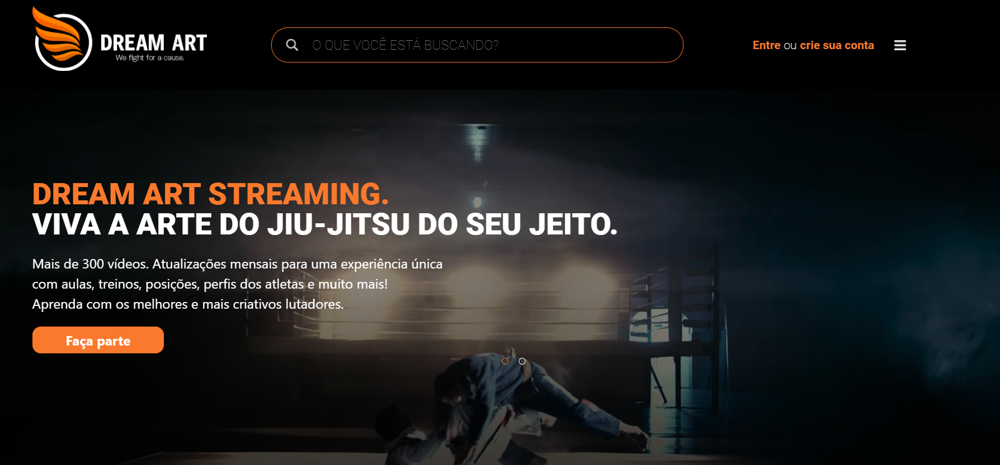 DREAM ART
We fight for a cause.
O QUE VOCÊ ESTÁ BUSCANDO?
Entre ou crie sua conta
DREAM ART STREAMING.
VIVA A ARTE DO JIU-JITSU DO SEU JEITO.
Mais de 300 vídeos. Atualizações mensais para uma experiência única
com aulas, treinos, posições, perfis dos atletas e muito mais!
Aprenda com os melhores e mais criativos lutadores.
Faça parte